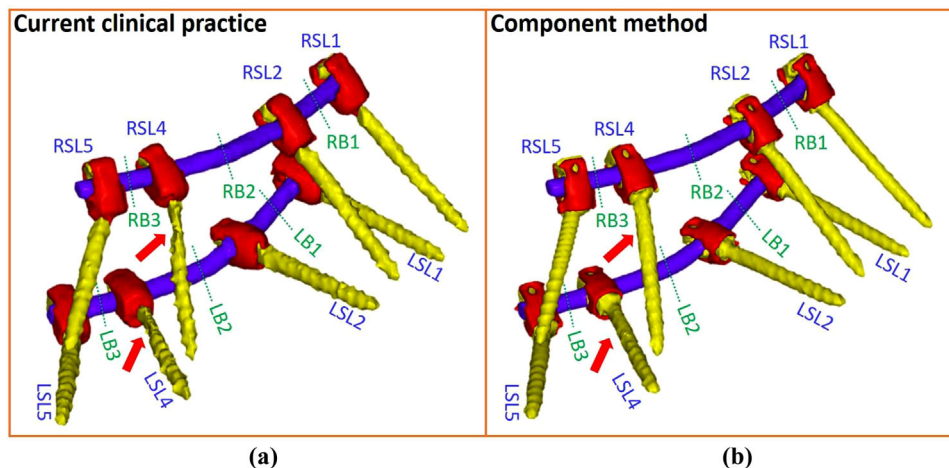 Current clinical practice
RSL1
RSL2
RSL4
RSL5
RB1
RB2
RB3
LB1
LSL1
LB2
LSL2
LB3
LSL4
LSL5
(a)
Component method
RSL1
RSL2
RSL4
RSL5
RB1
RB2
RB3
LB1
LSL1
LB2
LSL2
LB3
LSL4
LSL5
(b)